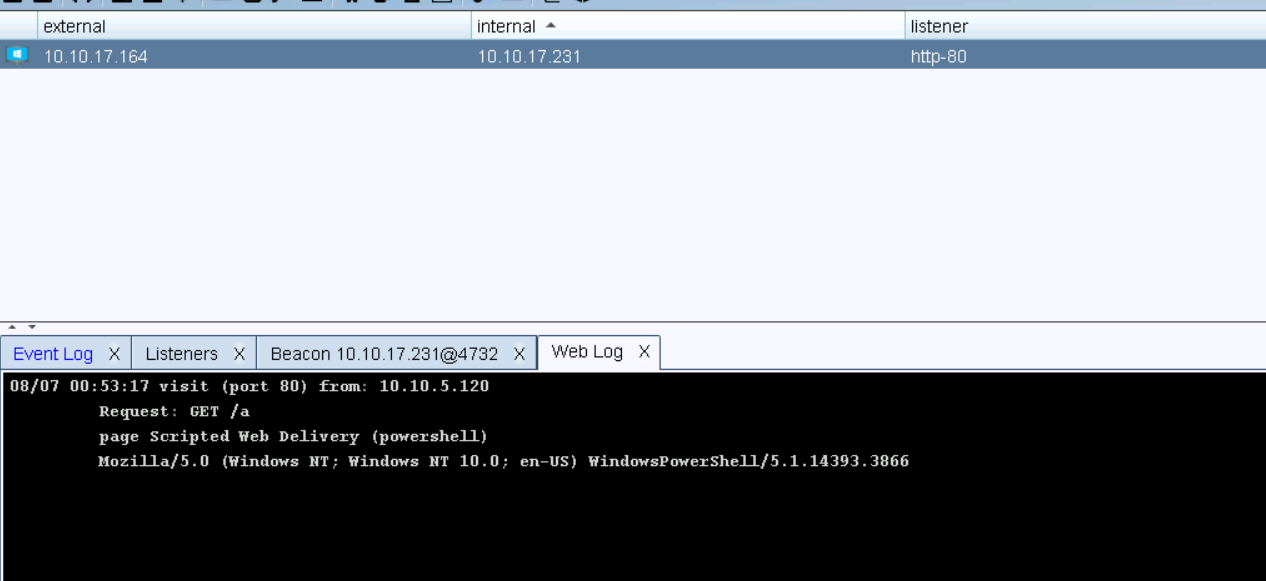 external internal listener
10.10.17.164 10.10.17.231 http-80
Event Log X Listeners X Beacon 10.10.17.231@4732 X Web Log X
08/07 00:53:17 visit (port 80) from: 10.10.5.120
Request: GET /a
page Scripted Web Delivery (powershell)
Mozilla/5.0 (Windows NT; Windows NT 10.0; en-US) WindowsPowerShell/5.1.14393.3866